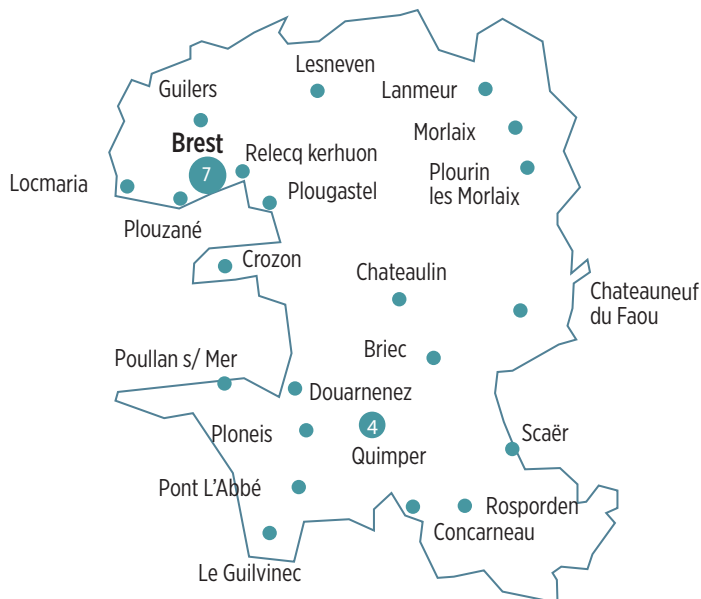 Lesneven
Guilers
Lanmeur
Morlaix
Brest
7
Relecq kerhuon
Plourin
les Morlaix
Locmaria
Plougastel
Plouzané
Crozon
Chateaulin
Chateauneuf
du Faou
Briec
Poullan s/ Mer
Douarnenez
Ploneis
4
Scaër
Quimper
Pont L'Abbé
Rosporden
Concarneau
Le Guilvinec